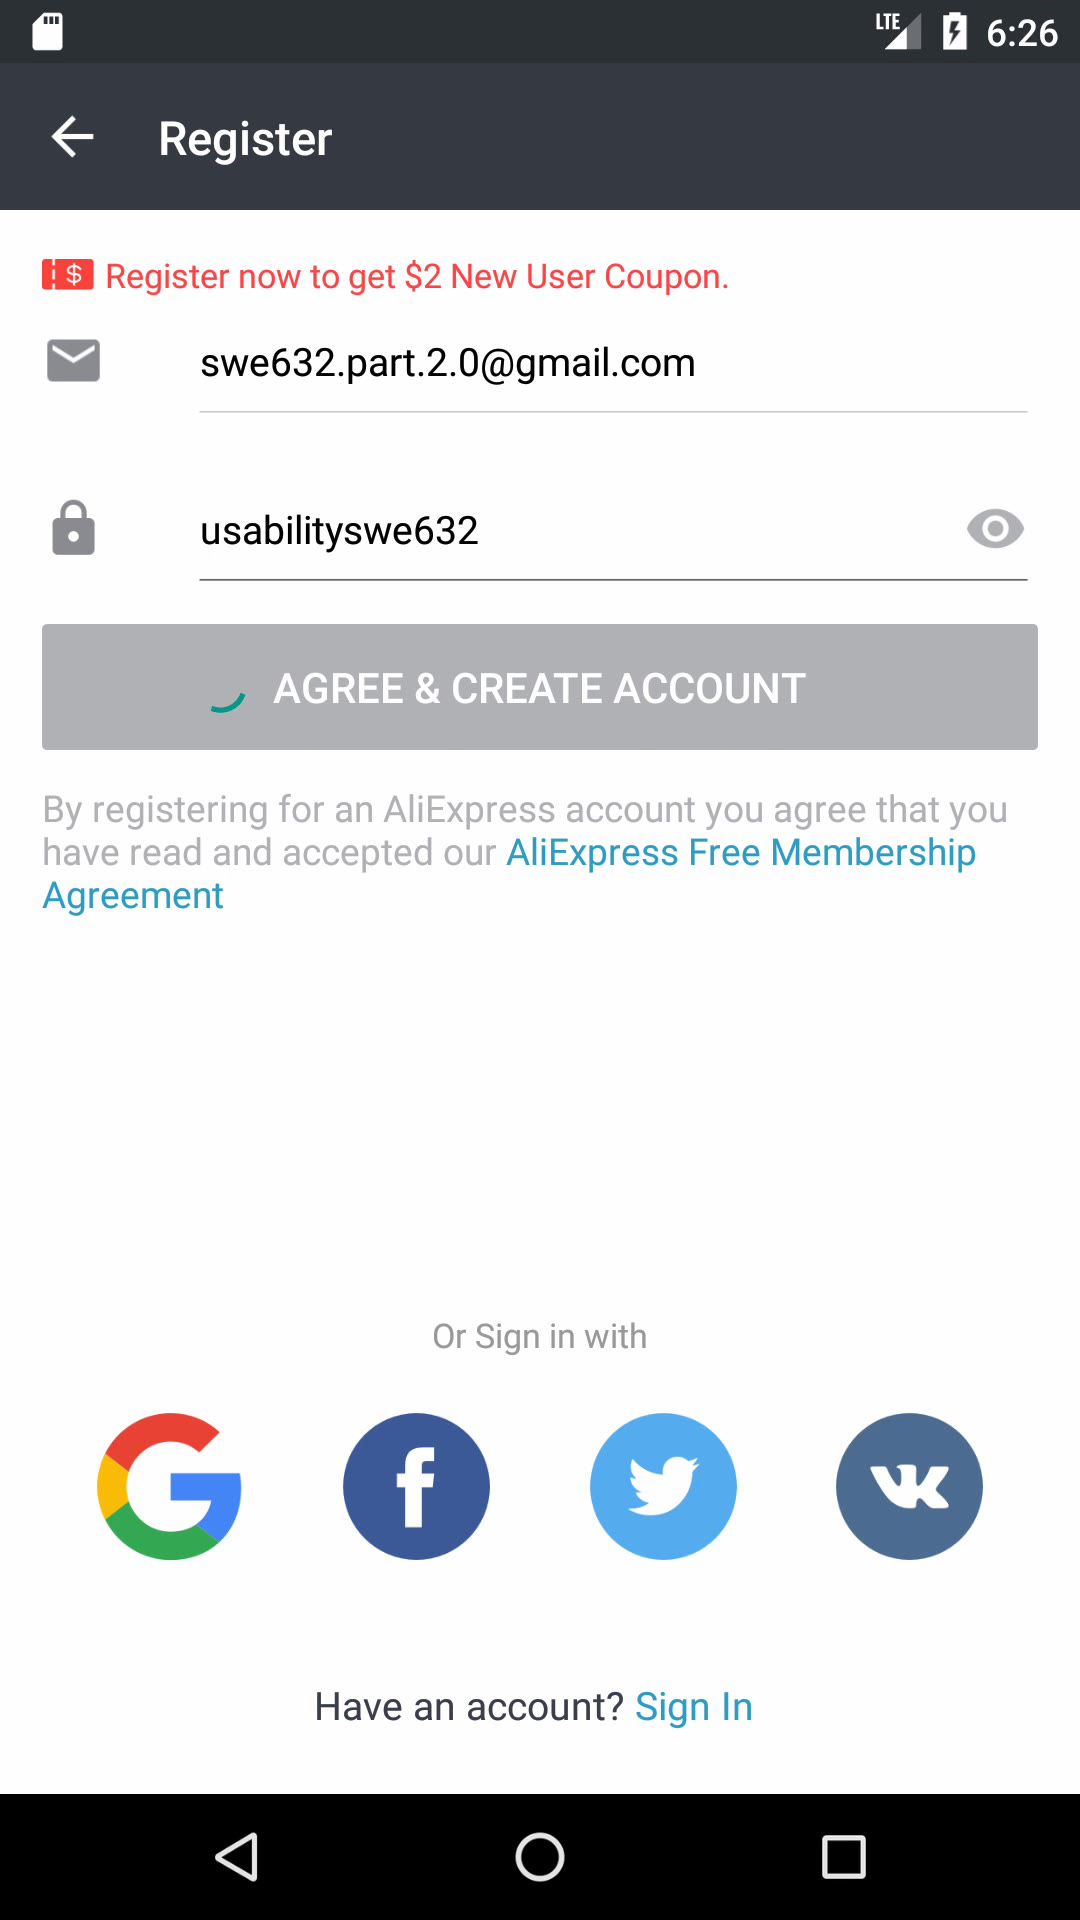 LTE 6:26
Register
$ Register now to get $2 New User Coupon.
swe632.part.2.0@gmail.com
usabilityswe632
AGREE & CREATE ACCOUNT
By registering for an AliExpress account you agree that you
have read and accepted our AliExpress Free Membership
Agreement
Or Sign in with
Have an account? Sign In